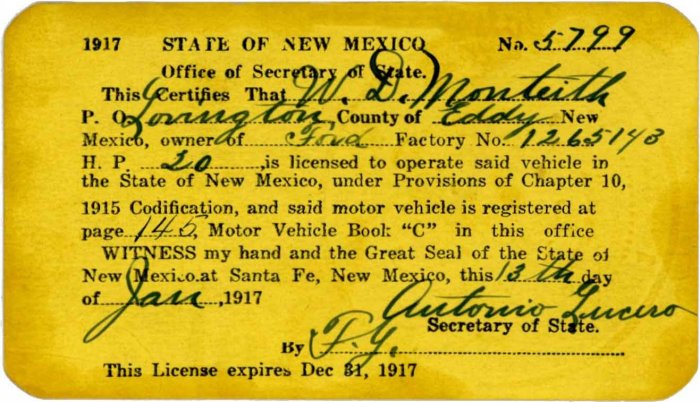 1917 STATE OF NEW MEXICO No. 5799
Office of Secretary of State.
This Certifies That W. D. Monteith
P. O. Lovington, County of Eddy New
Mexico, owner of Ford Factory No. 1265143
H. P. 20, is licensed to operate said vehicle in
the State of New Mexico, under Provisions of Chapter 10,
1915 Codification, and said motor vehicle is registered at
page 145, Motor Vehicle Book "C" in this office
WITNESS my hand and the Great Seal of the State of
New Mexico at Santa Fe, New Mexico, this 13th day
of Jan, 1917
Antonio Lucero
Secretary of State.
By F. G.
This License expires Dec 31, 1917